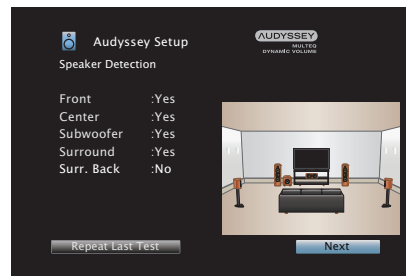 Audyssey Setup
AUDYSSEY
MULTEQ
DYNAMIC VOLUME
Speaker Detection
Front :Yes
Center :Yes
Subwoofer :Yes
Surround :Yes
Surr. Back :No
Repeat Last Test
Next